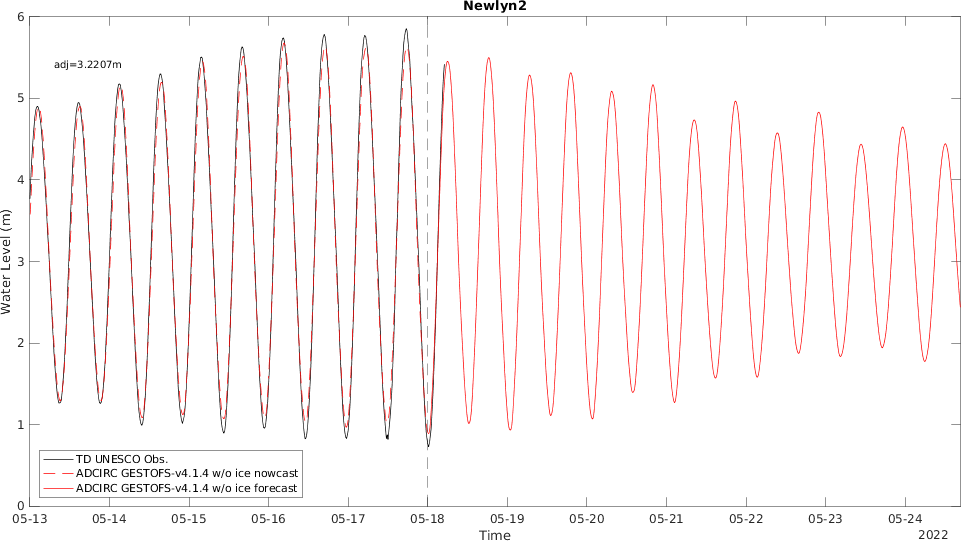 Newlyn2
adj=3.2207m
6
5
4
3
2
1
0
Water Level (m)
TD UNESCO Obs.
ADCIRC GESTOFS-v4.1.4 w/o ice nowcast
ADCIRC GESTOFS-v4.1.4 w/o ice forecast
05-13 05-14 05-15 05-16 05-17 05-18 05-19 05-20 05-21 05-22 05-23 05-24
Time
2022